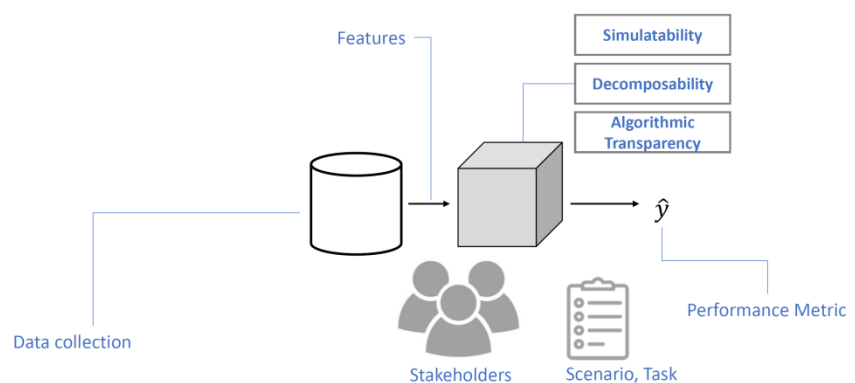 Features
Simulatability
Decomposability
Algorithmic
Transparency
ŷ
Performance Metric
Data collection
Stakeholders
Scenario, Task